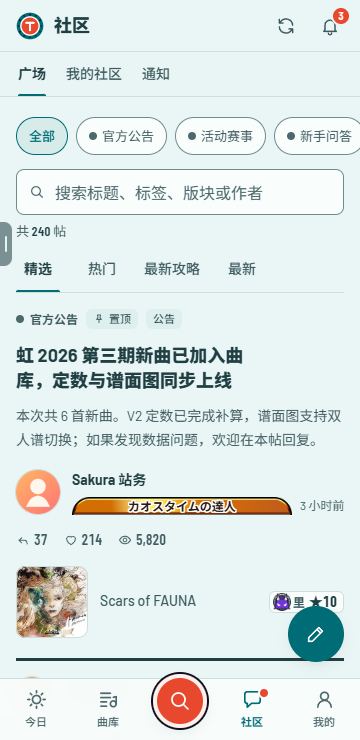 社区
3
广场 我的社区 通知
全部 官方公告 活动赛事 新手问答
搜索标题、标签、版块或作者
共 240 帖
精选 热门 最新攻略 最新
官方公告 置顶 公告
虹 2026 第三期新曲已加入曲
库，定数与谱面图同步上线
本次共 6 首新曲。V2 定数已完成补算，谱面图支持双
人谱切换；如果发现数据问题，欢迎在本帖回复。
Sakura 站务
カオスタイムの達人 3 小时前
37 214 5,820
Scars of FAUNA 里 ★10
今日 曲库 社区 我的